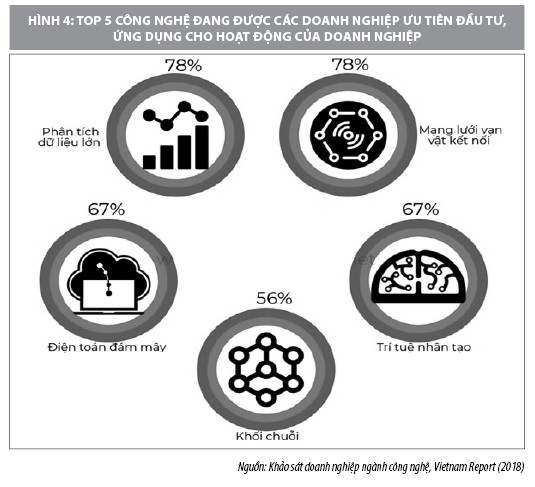 HÌNH 4: TOP 5 CÔNG NGHỆ ĐANG ĐƯỢC CÁC DOANH NGHIỆP ƯU TIÊN ĐẦU TƯ,
ỨNG DỤNG CHO HOẠT ĐỘNG CỦA DOANH NGHIỆP
78%
Phân tích
dữ liệu lớn
78%
Mạng lưới vạn
vật kết nối
67%
Điện toán đám mây
67%
Trí tuệ nhân tạo
56%
Khối chuỗi
Nguồn: Khảo sát doanh nghiệp ngành công nghệ, Vietnam Report (2018)